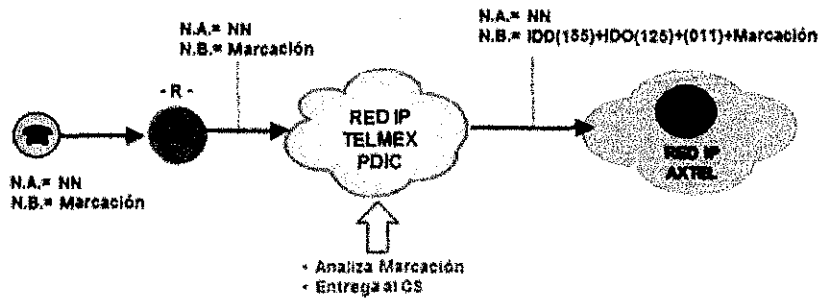 N.A.= NN
N.B.= Marcación
N.A.= NN
N.B.= IDD(155)+IDO(125)+(011)+Marcación
- R -
RED IP
TELMEX
PDIC
RED IP
AXTEL
N.A.= NN
N.B.= Marcación
- Analiza Marcación
- Entrega al CS